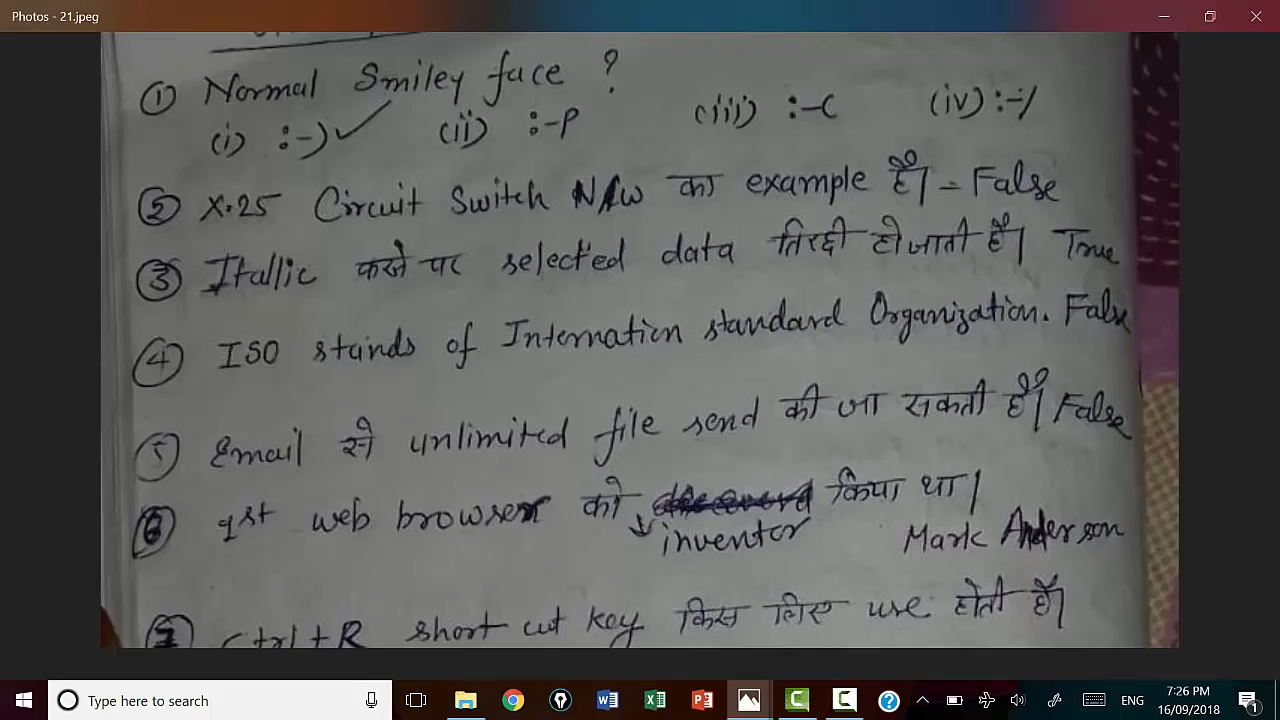 Photos - 21.jpeg
① Normal Smiley face ?
(i) :-) ✓ (ii) :-P (iii) :-( (iv) :-/
② X.25 Circuit Switch N/w का example है। - False
③ Itallic करने पर selected data तिरछी हो जाती है। True
④ ISO stands of Internation standard Organization. False
⑤ Email से unlimited file send की जा सकती है। False
⑥ 1st web browser को किया था।
inventor Mark Anderson
⑦ Ctrl+R short cut key किस लिए use होती है।
Type here to search
ENG
7:26 PM
16/09/2018
1